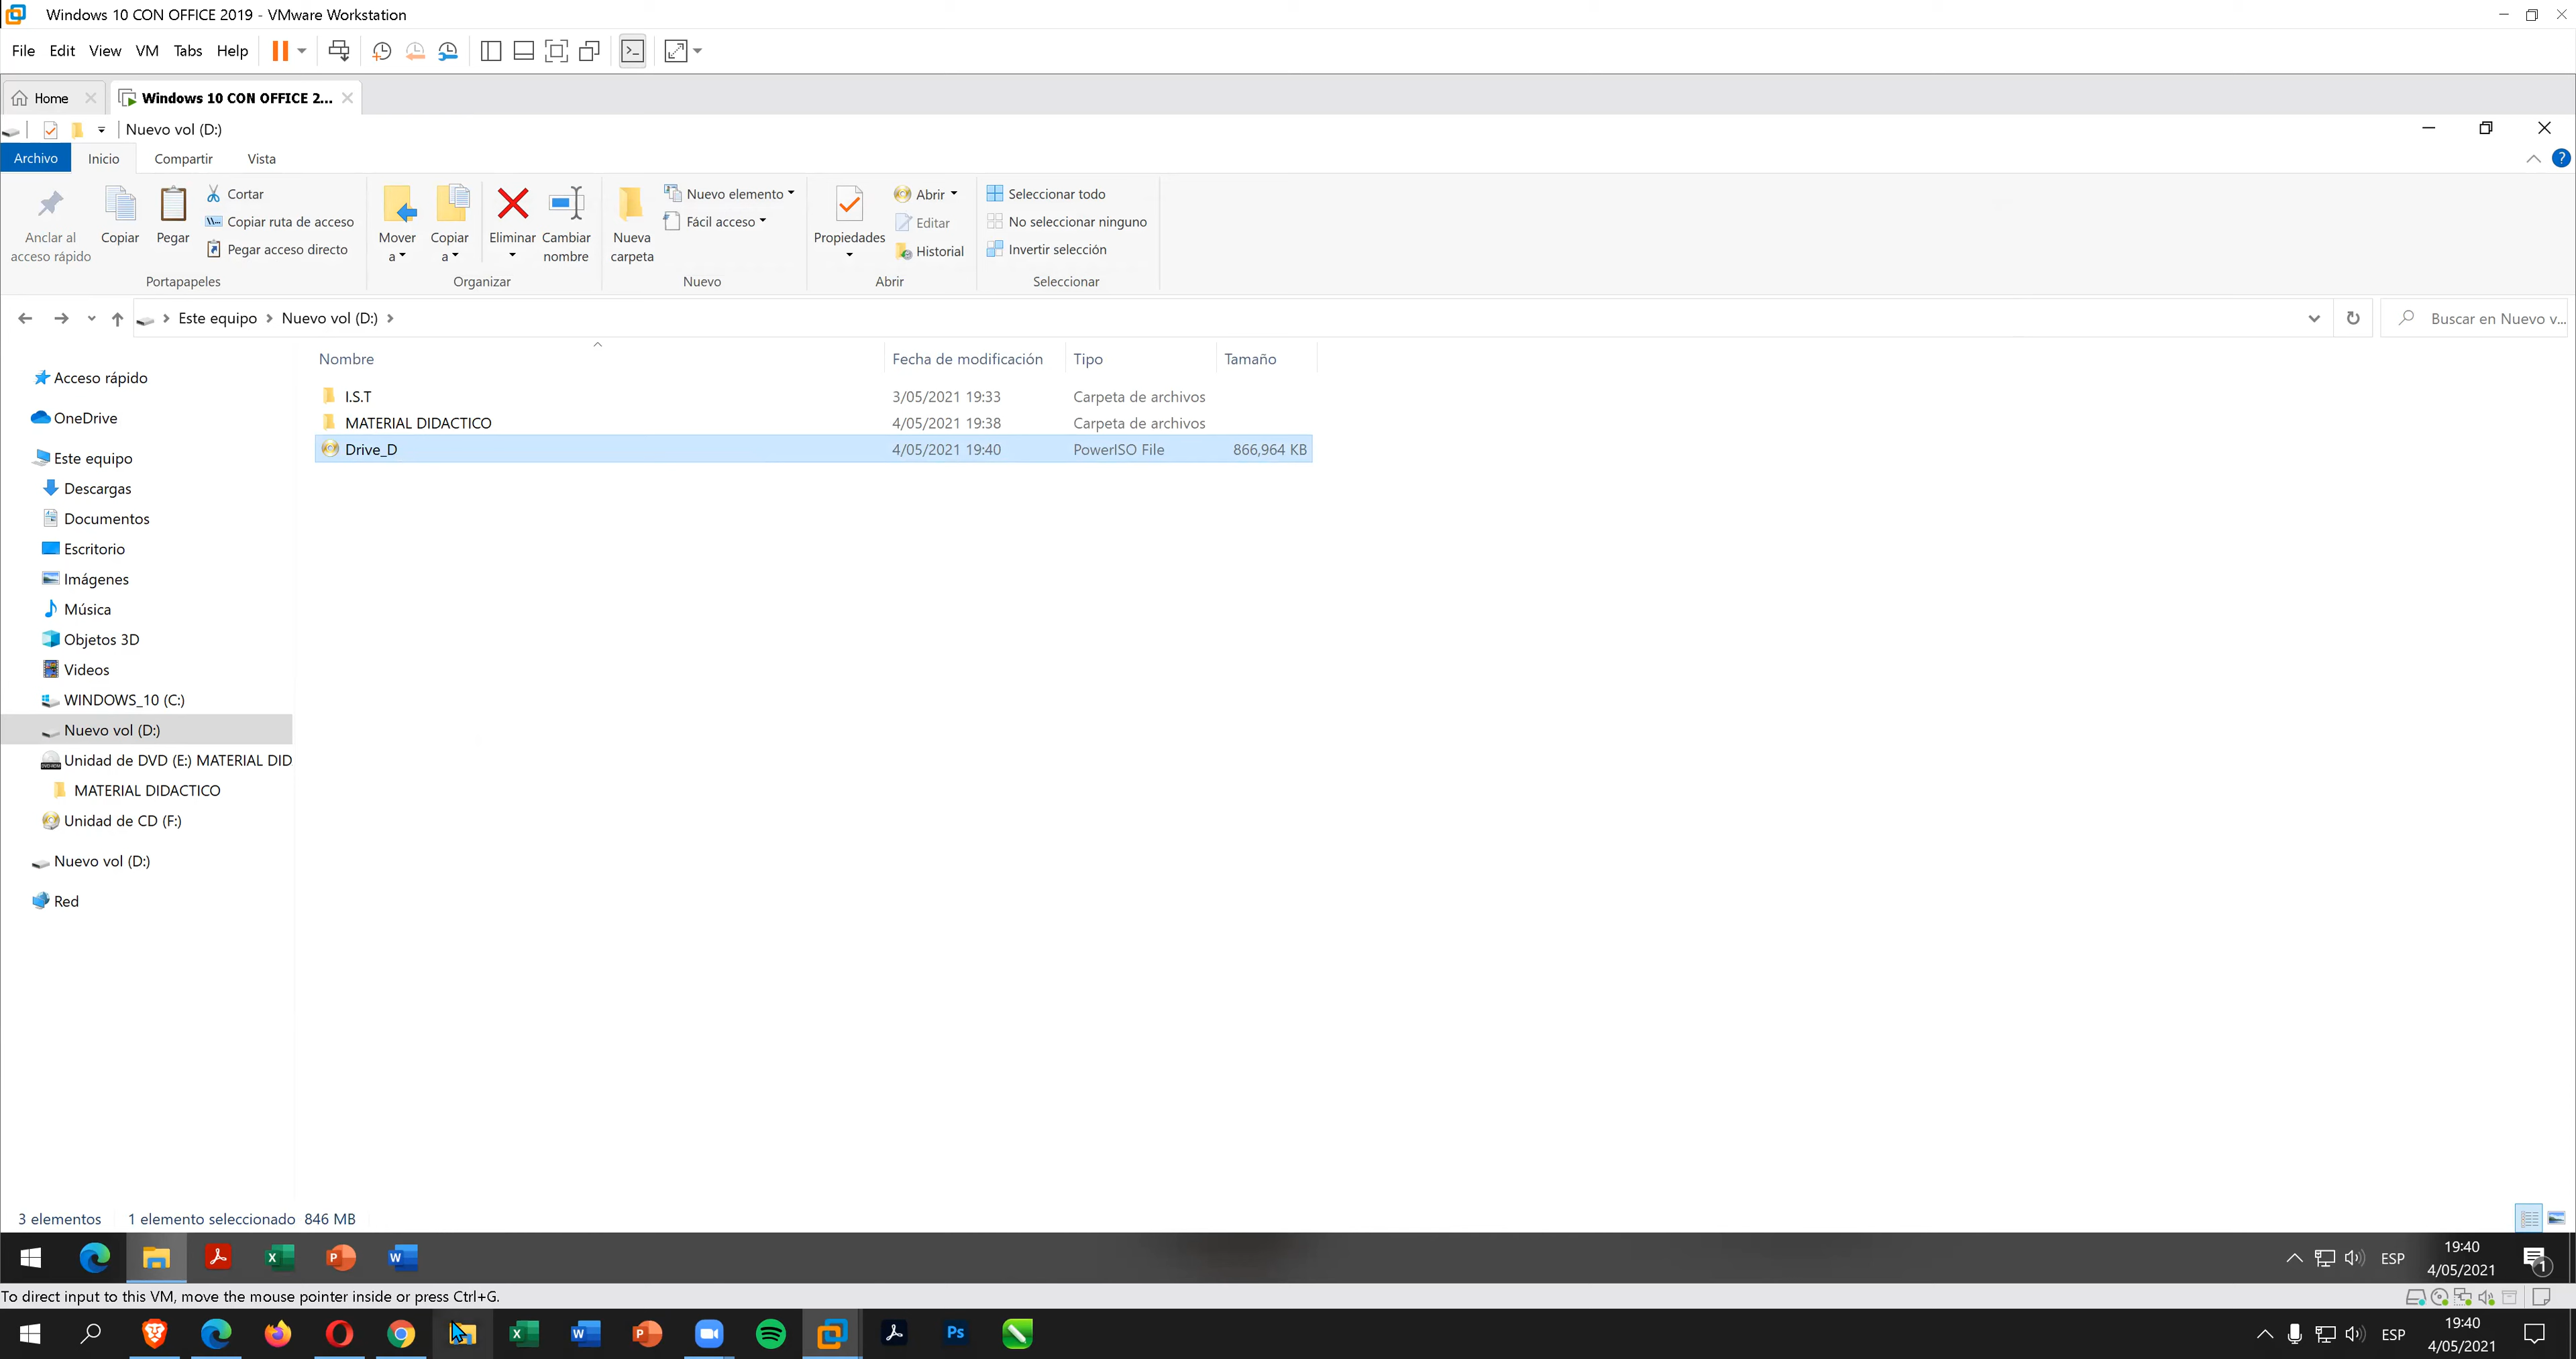 Windows 10 CON OFFICE 2019 - VMware Workstation
File Edit View VM Tabs Help
Home
Windows 10 CON OFFICE 2...
Nuevo vol (D:)
Archivo Inicio Compartir Vista
Anclar al acceso rápido
Copiar
Pegar
Cortar
Copiar ruta de acceso
Pegar acceso directo
Mover a
Copiar a
Eliminar
Cambiar nombre
Nueva carpeta
Nuevo elemento
Fácil acceso
Propiedades
Abrir
Editar
Historial
Seleccionar todo
No seleccionar ninguno
Invertir selección
Portapapeles Organizar Nuevo Abrir Seleccionar
Este equipo Nuevo vol (D:)
Buscar en Nuevo v...
Nombre Fecha de modificación Tipo Tamaño
I.S.T 3/05/2021 19:33 Carpeta de archivos
MATERIAL DIDACTICO 4/05/2021 19:38 Carpeta de archivos
Drive_D 4/05/2021 19:40 PowerISO File 866,964 KB
Acceso rápido
OneDrive
Este equipo
Descargas
Documentos
Escritorio
Imágenes
Música
Objetos 3D
Videos
WINDOWS_10 (C:)
Nuevo vol (D:)
Unidad de DVD (E:) MATERIAL DID
MATERIAL DIDACTICO
Unidad de CD (F:)
Nuevo vol (D:)
Red
3 elementos 1 elemento seleccionado 846 MB
ESP
19:40
4/05/2021
1
To direct input to this VM, move the mouse pointer inside or press Ctrl+G.
Ps
ESP
19:40
4/05/2021